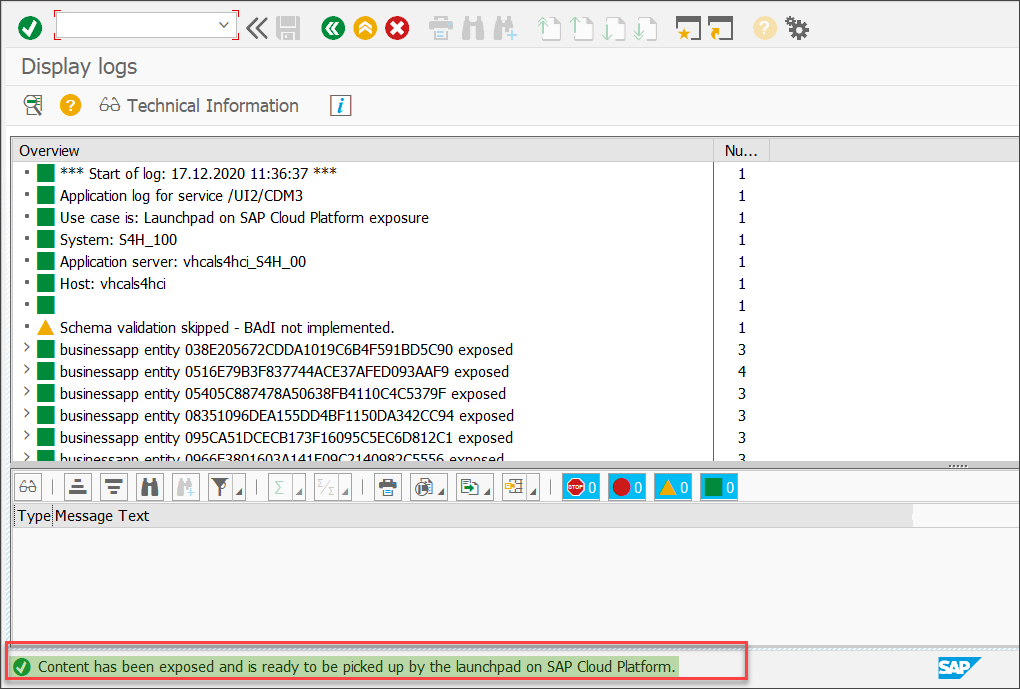 Display logs
? Technical Information i
Overview Nu...
*** Start of log: 17.12.2020 11:36:37 *** 1
Application log for service /UI2/CDM3 1
Use case is: Launchpad on SAP Cloud Platform exposure 1
System: S4H_100 1
Application server: vhcals4hci_S4H_00 1
Host: vhcals4hci 1
1
Schema validation skipped - BAdI not implemented. 1
businessapp entity 038E205672CDDA1019C6B4F591BD5C90 exposed 3
businessapp entity 0516E79B3F837744ACE37AFED093AAF9 exposed 4
businessapp entity 05405C887478A50638FB4110C4C5379F exposed 3
businessapp entity 08351096DEA155DD4BF1150DA342CC94 exposed 3
businessapp entity 095CA51DCECB173F16095C5EC6D812C1 exposed 3
businessapp entity 0966E3801603A141F09C2140982C5556 exposed 3
STOP 0 0 0 0
Type Message Text
Content has been exposed and is ready to be picked up by the launchpad on SAP Cloud Platform.
SAP